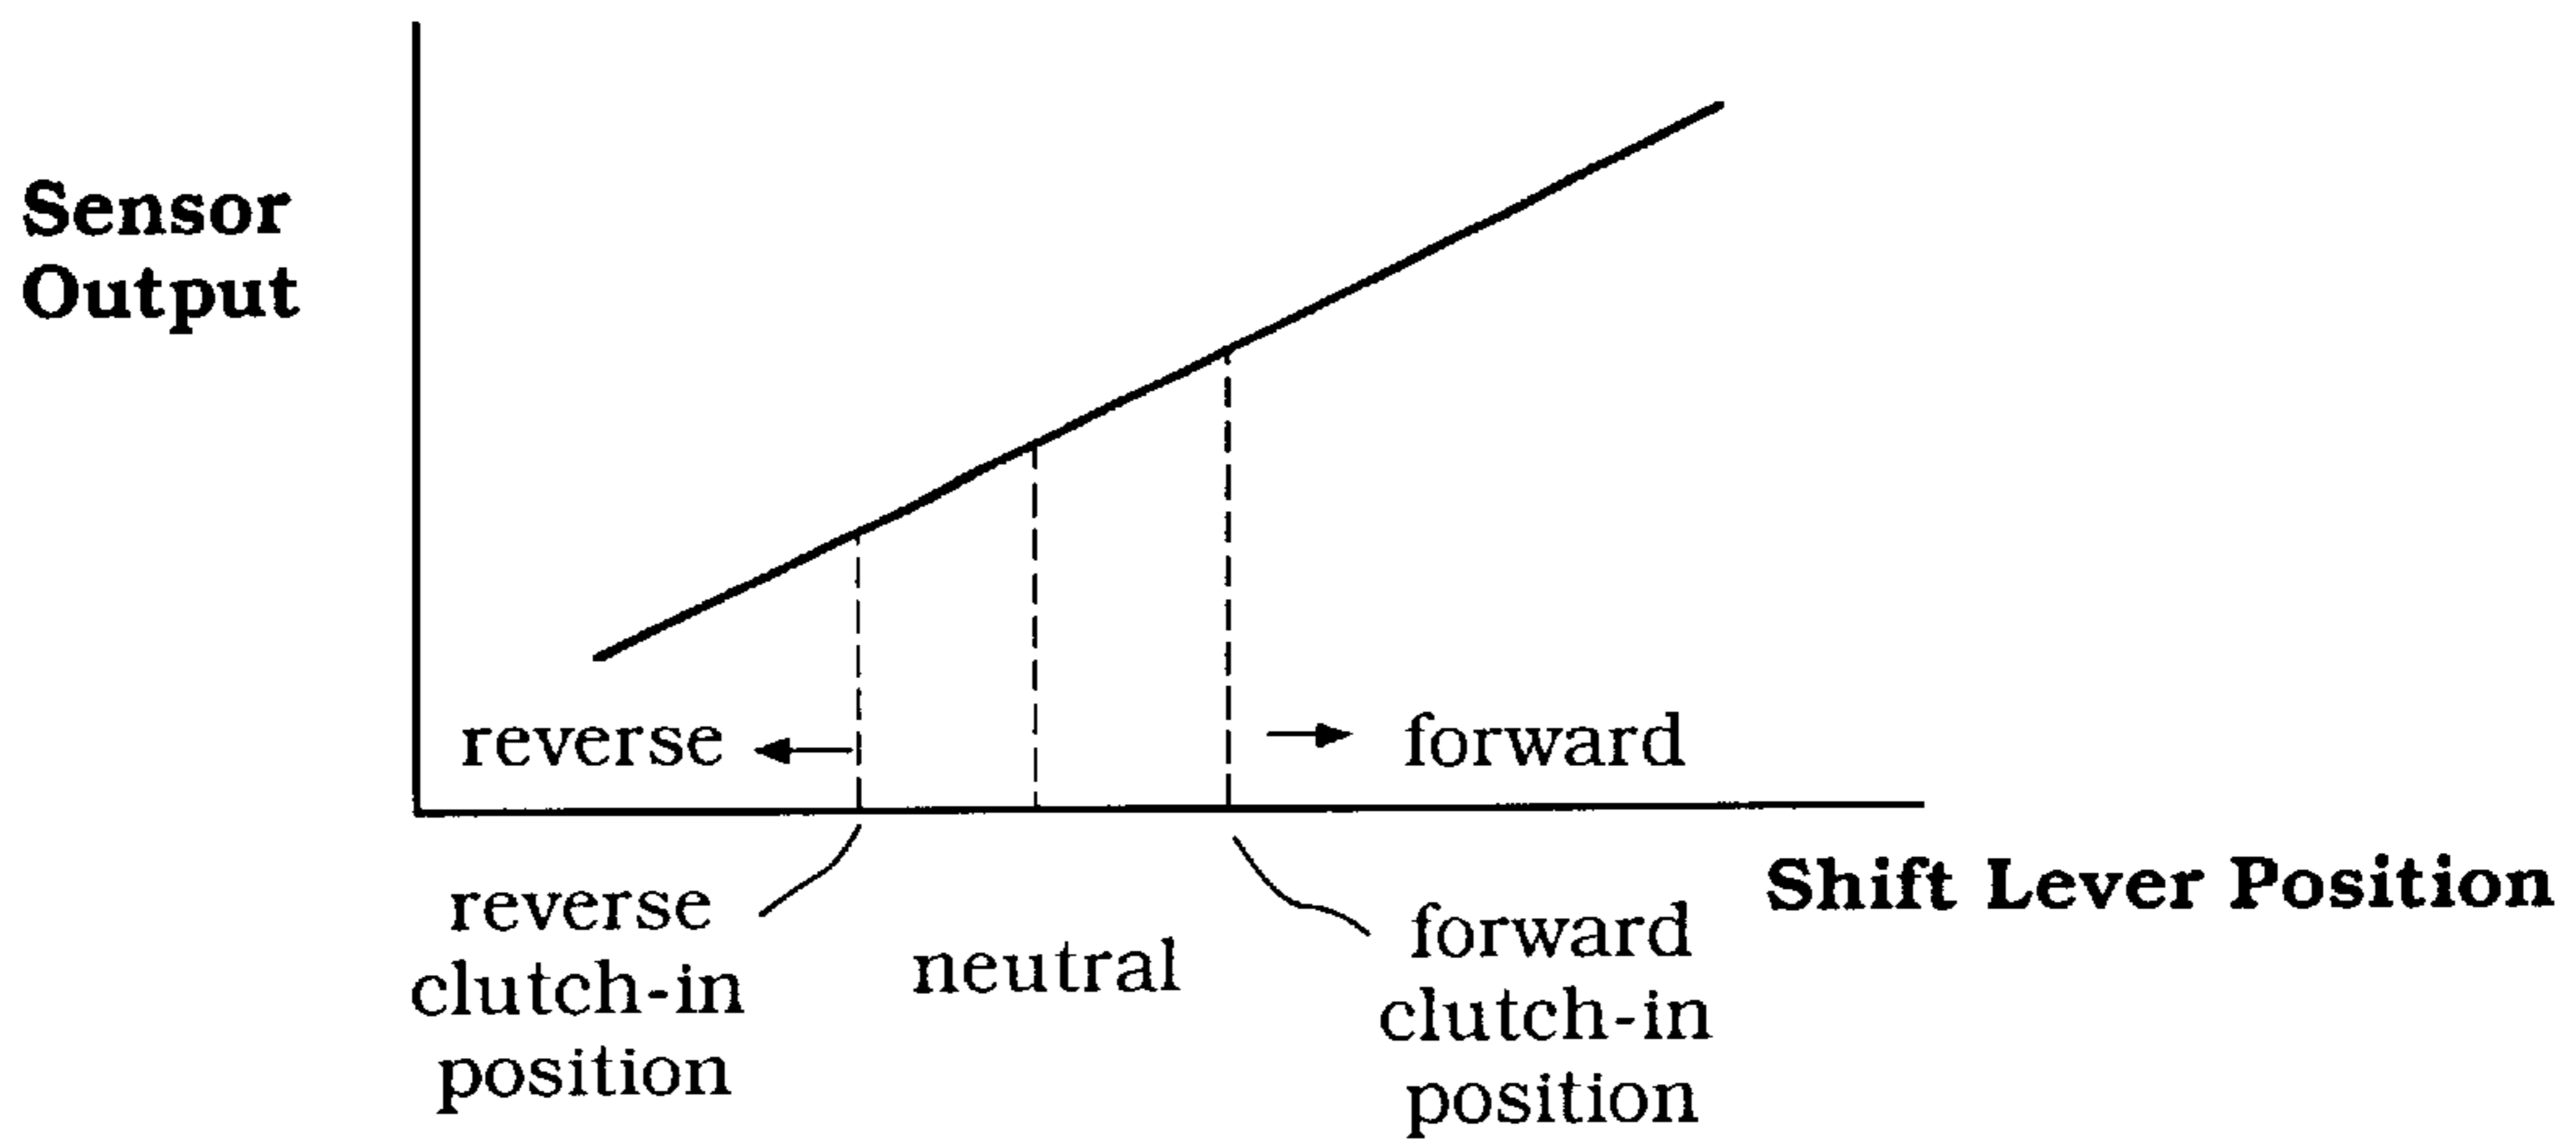 Sensor
Output
reverse
forward
reverse
clutch-in
position
neutral
forward
clutch-in
position
Shift Lever Position